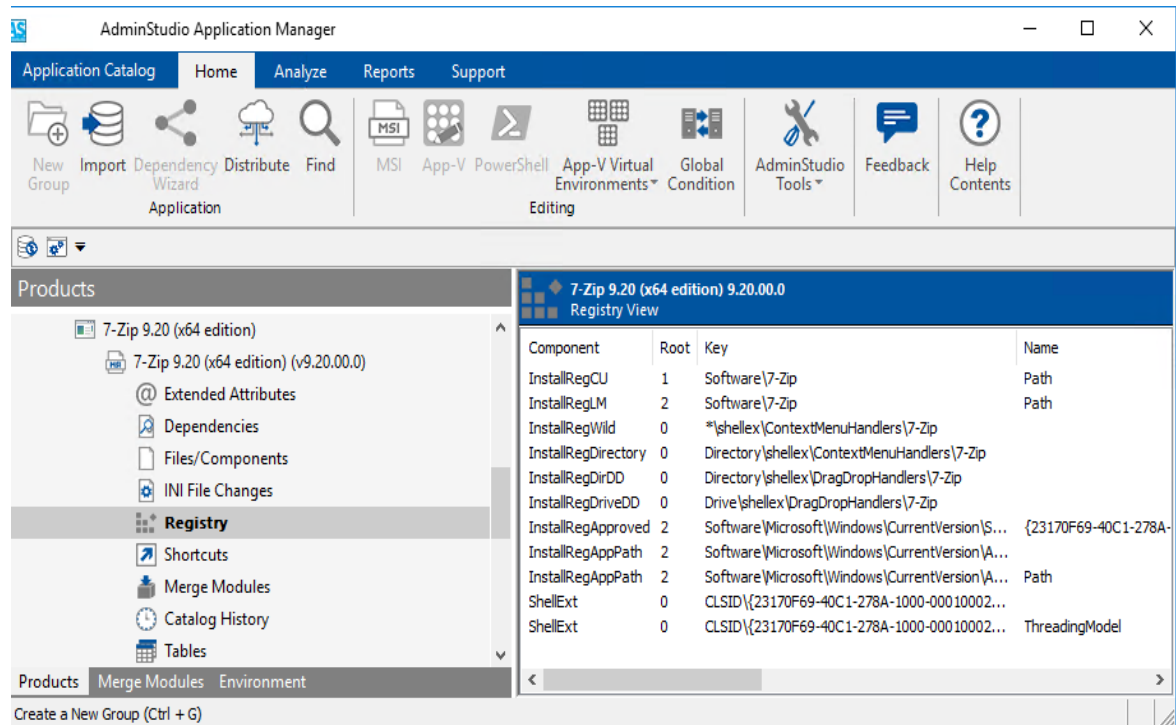 AS AdminStudio Application Manager
Application Catalog Home Analyze Reports Support
New Group Import Dependency Wizard Distribute Find MSI MSI App-V PowerShell App-V Virtual Environments Global Condition AdminStudio Tools Feedback Help Contents
Application Editing
Products
7-Zip 9.20 (x64 edition)
7-Zip 9.20 (x64 edition) (v9.20.00.0)
Extended Attributes
Dependencies
Files/Components
INI File Changes
Registry
Shortcuts
Merge Modules
Catalog History
Tables
Products Merge Modules Environment
7-Zip 9.20 (x64 edition) 9.20.00.0
Registry View
Component Root Key Name
InstallRegCU 1 Software\7-Zip Path
InstallRegLM 2 Software\7-Zip Path
InstallRegWild 0 *\shellex\ContextMenuHandlers\7-Zip
InstallRegDirectory 0 Directory\shellex\ContextMenuHandlers\7-Zip
InstallRegDirDD 0 Directory\shellex\DragDropHandlers\7-Zip
InstallRegDriveDD 0 Drive\shellex\DragDropHandlers\7-Zip
InstallRegApproved 2 Software\Microsoft\Windows\CurrentVersion\S... {23170F69-40C1-278A-
InstallRegAppPath 2 Software\Microsoft\Windows\CurrentVersion\A...
InstallRegAppPath 2 Software\Microsoft\Windows\CurrentVersion\A... Path
ShellExt 0 CLSID\{23170F69-40C1-278A-1000-00010002...
ShellExt 0 CLSID\{23170F69-40C1-278A-1000-00010002... ThreadingModel
Create a New Group (Ctrl + G)